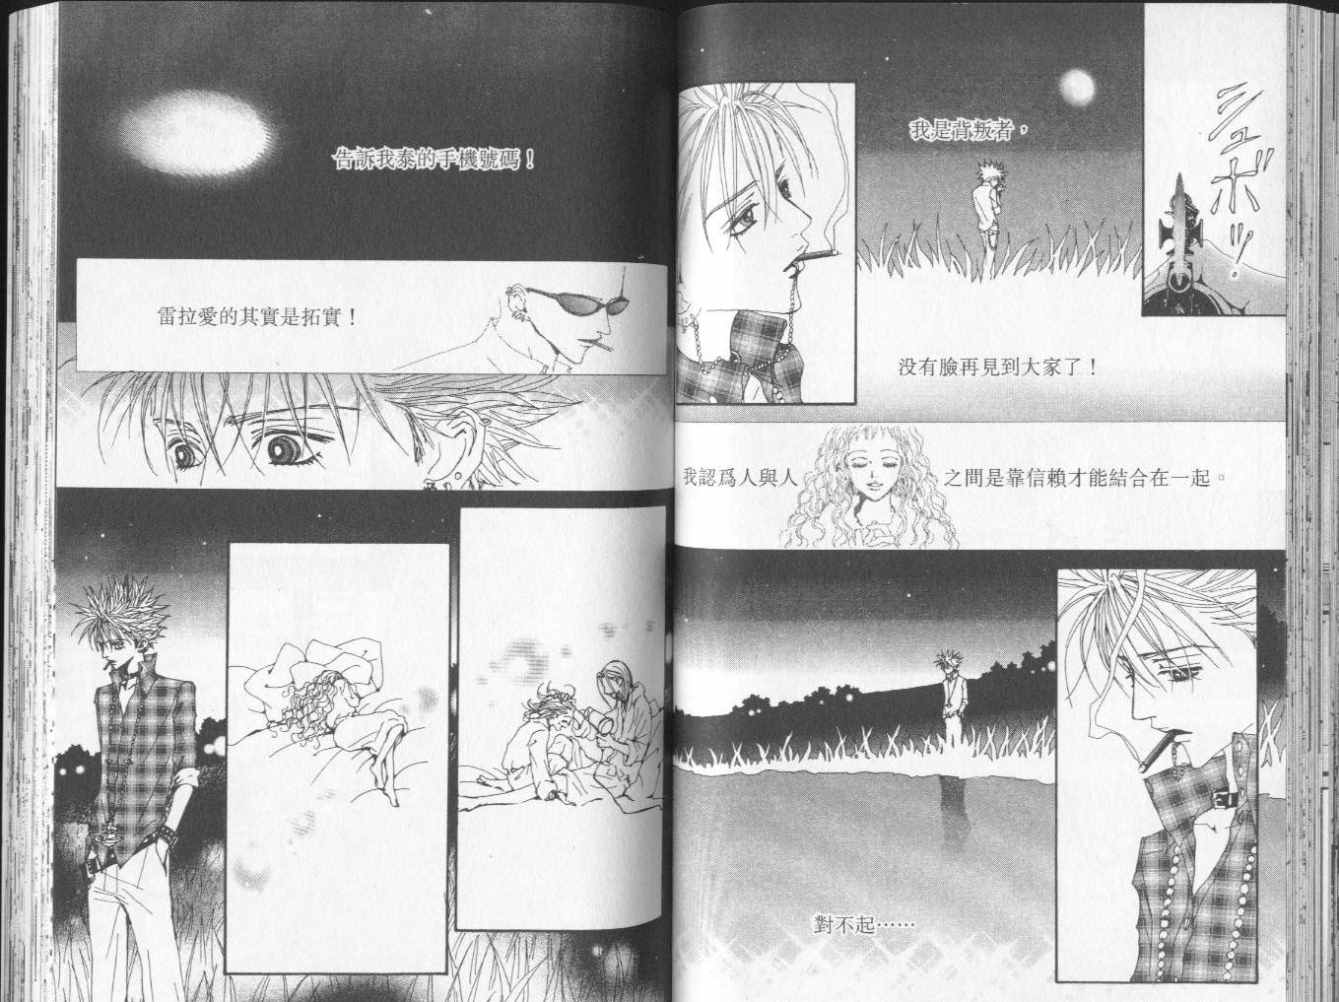 シュボッ
我是背叛者，
没有臉再見到大家了！
我認爲人與人之間是靠信賴才能結合在一起。
對不起……
告訴我泰的手機號碼！
雷拉愛的其實是拓實！